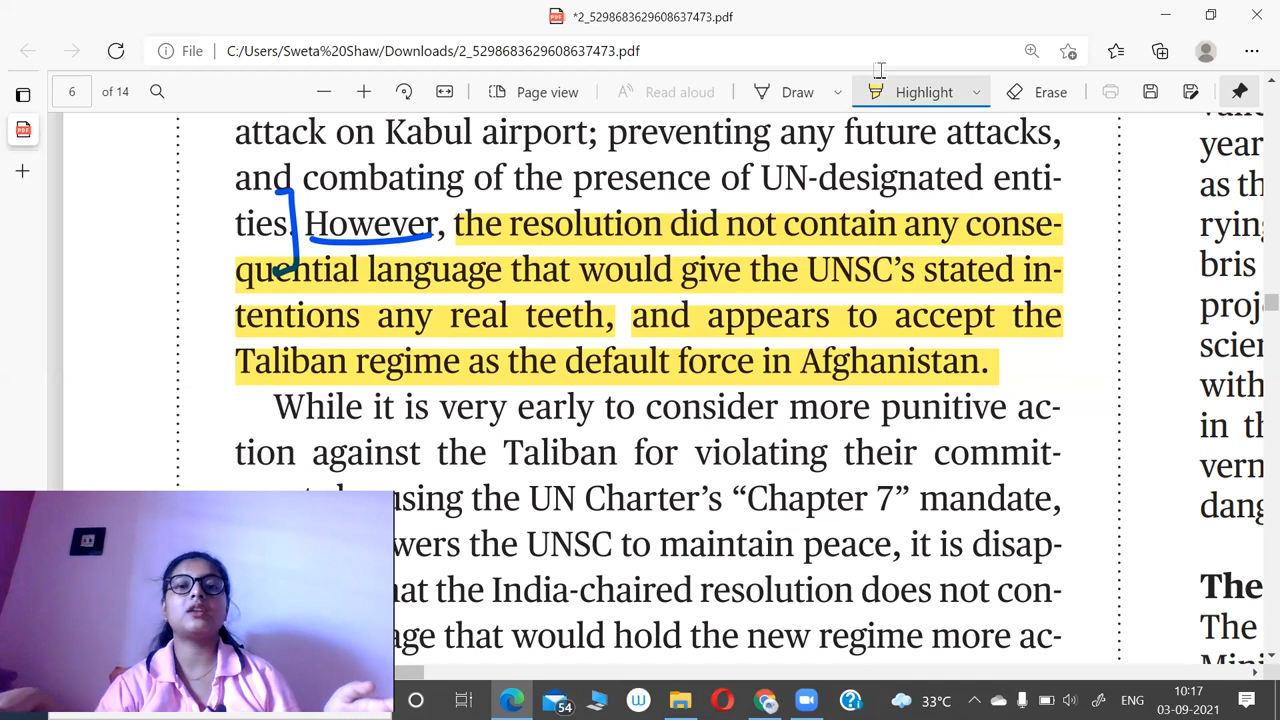 *2_5298683629608637473.pdf
File C:/Users/Sweta%20Shaw/Downloads/2_5298683629608637473.pdf
6 of 14 Page view Read aloud Draw Highlight Erase
attack on Kabul airport; preventing any future attacks,
and combating of the presence of UN-designated enti-
ties. However, the resolution did not contain any conse-
quential language that would give the UNSC's stated in-
tentions any real teeth, and appears to accept the
Taliban regime as the default force in Afghanistan.
While it is very early to consider more punitive ac-
tion against the Taliban for violating their commit-
using the UN Charter's “Chapter 7” mandate,
wers the UNSC to maintain peace, it is disap-
at the India-chaired resolution does not con-
age that would hold the new regime more ac-
year
as th
rying
bris
proj
scien
with
in th
vern
dang
The
The
54
W
33°C
ENG
10:17
03-09-2021